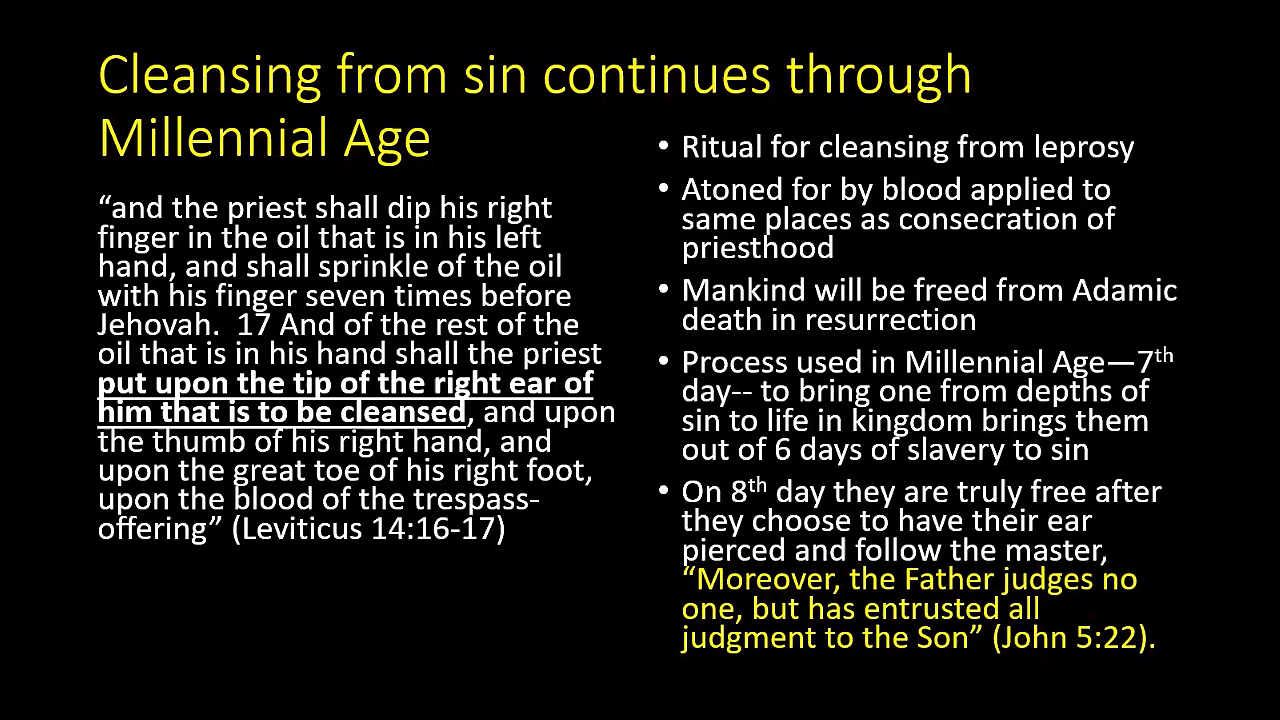 Cleansing from sin continues through
Millennial Age
“and the priest shall dip his right
finger in the oil that is in his left
hand, and shall sprinkle of the oil
with his finger seven times before
Jehovah.  17 And of the rest of the
oil that is in his hand shall the priest
put upon the tip of the right ear of
him that is to be cleansed, and upon
the thumb of his right hand, and
upon the great toe of his right foot,
upon the blood of the trespass-
offering” (Leviticus 14:16-17)
• Ritual for cleansing from leprosy
• Atoned for by blood applied to
same places as consecration of
priesthood
• Mankind will be freed from Adamic
death in resurrection
• Process used in Millennial Age—7th
day-- to bring one from depths of
sin to life in kingdom brings them
out of 6 days of slavery to sin
• On 8th day they are truly free after
they choose to have their ear
pierced and follow the master,
“Moreover, the Father judges no
one, but has entrusted all
judgment to the Son” (John 5:22).